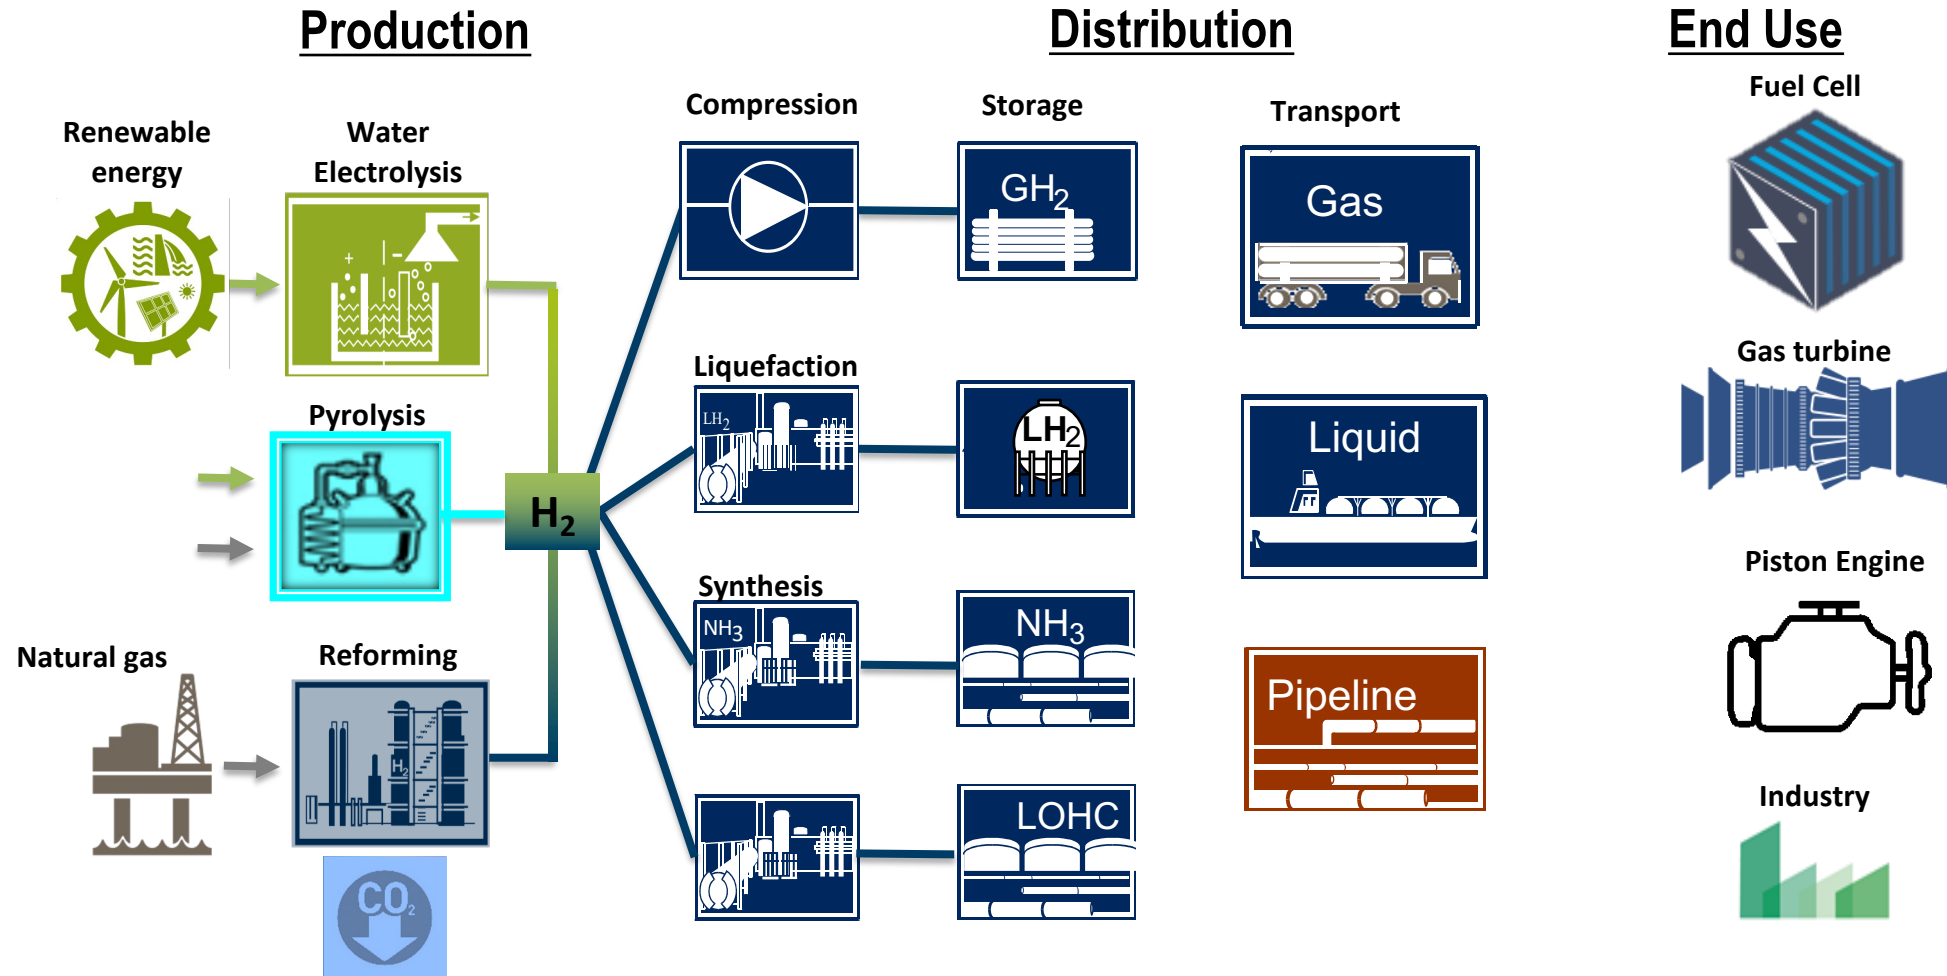 Production
Distribution
End Use
Renewable
energy
Water
Electrolysis
+
-
Pyrolysis
Natural gas
Reforming
H₂
CO₂
H₂
Compression
Storage
Transport
GH₂
Gas
Liquefaction
LH₂
LH₂
Liquid
Synthesis
NH₃
NH₃
Pipeline
LOHC
Fuel Cell
Gas turbine
Piston Engine
Industry